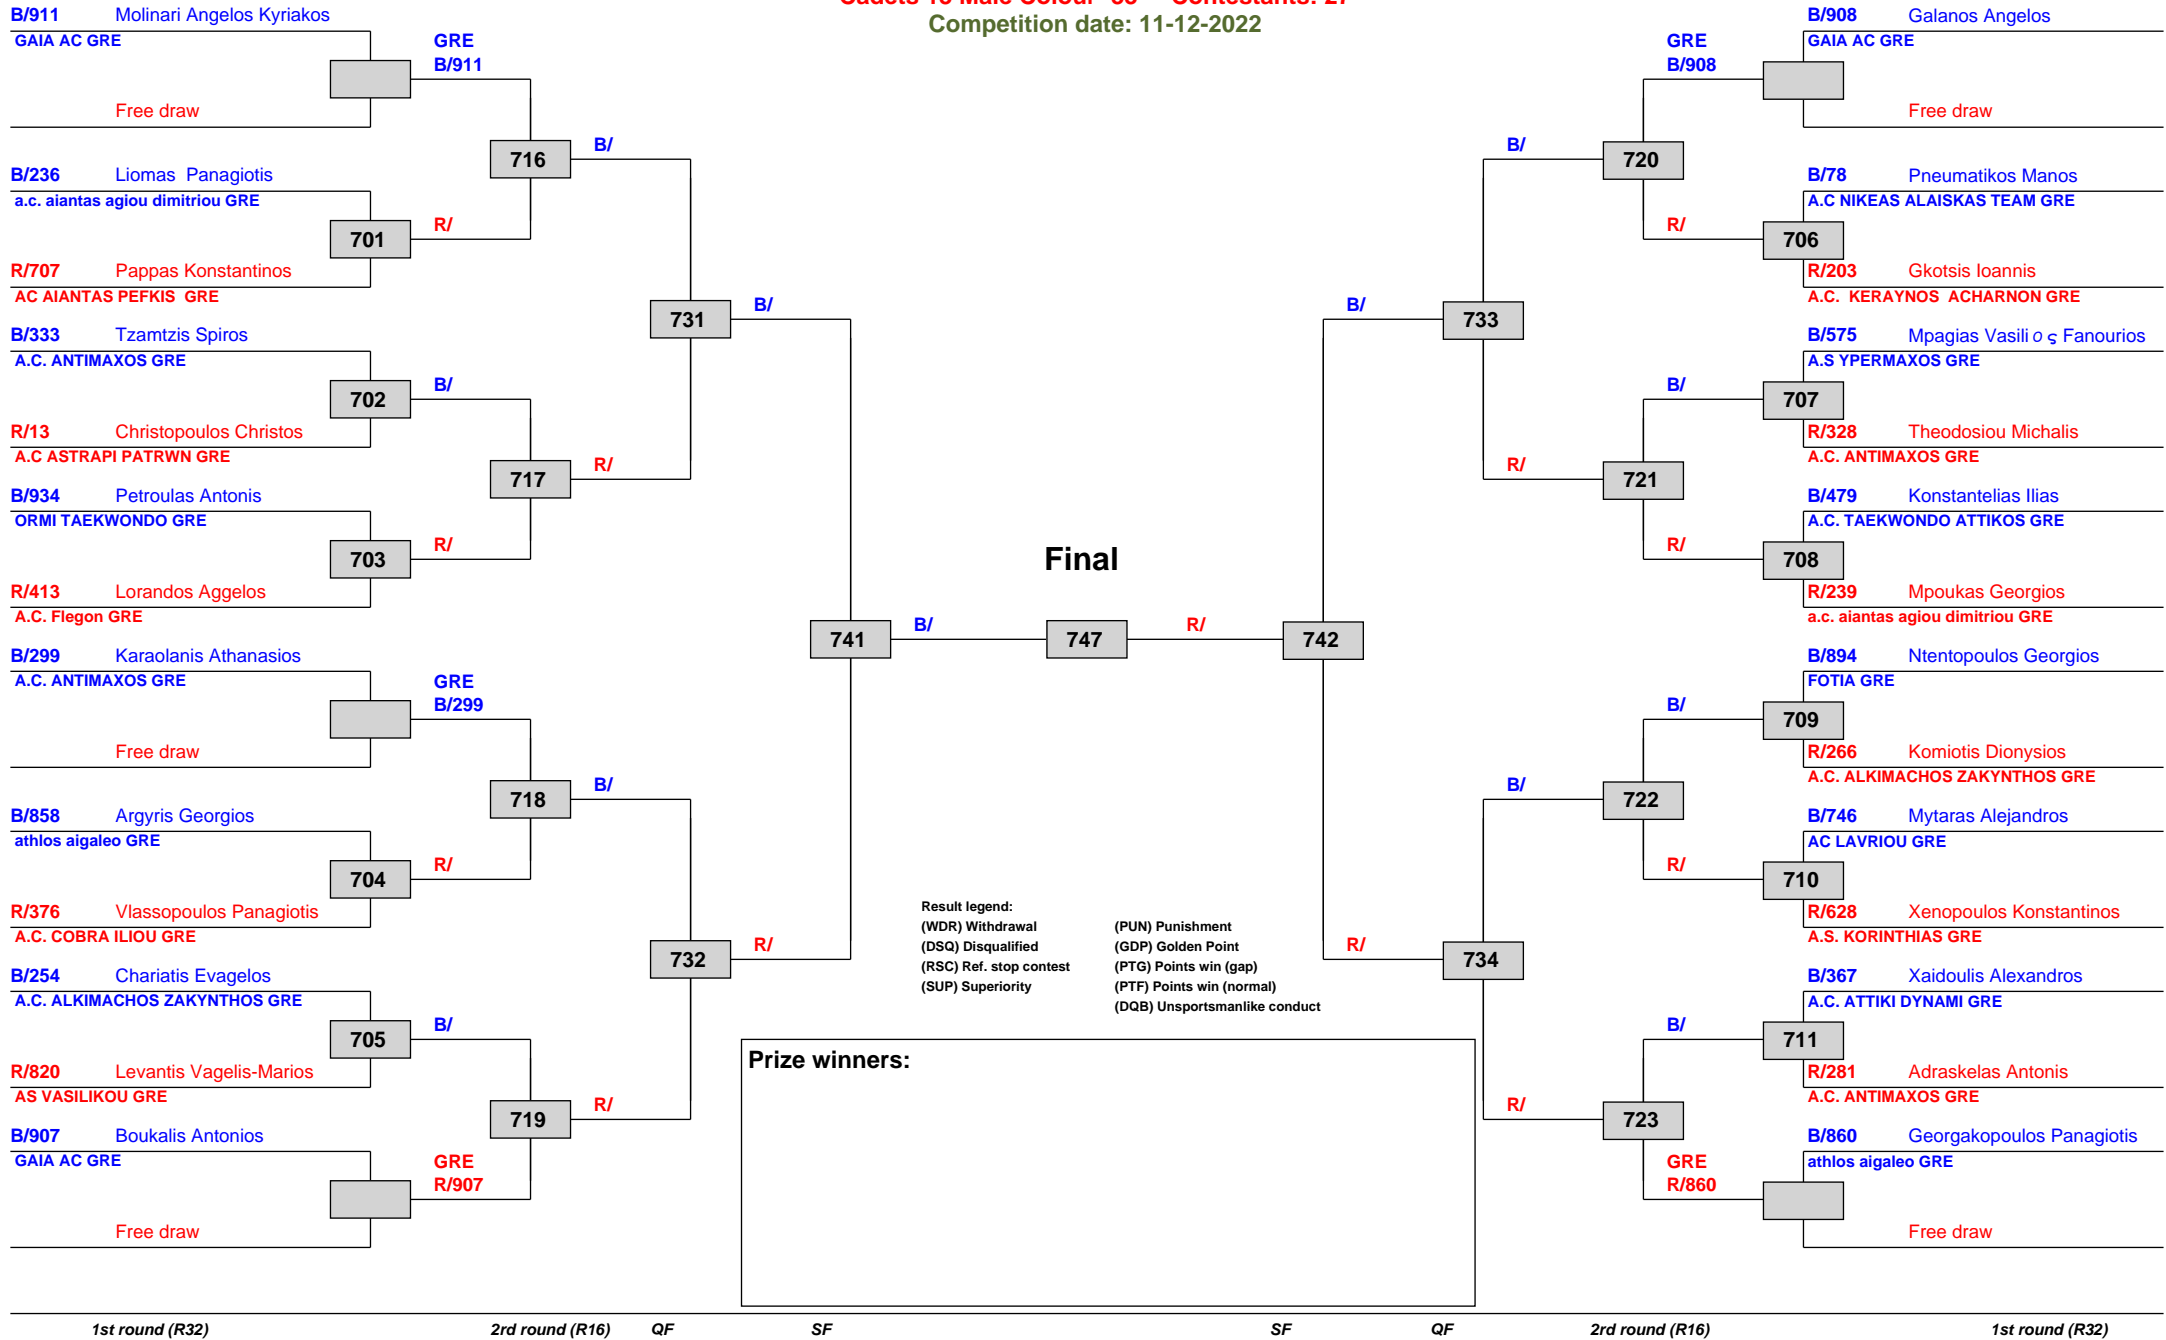 Competition date: 11-12-2022
B/911 Molinari Angelos Kyriakos
GAIA AC GRE
GRE
B/911
Free draw
716
B/
B/236 Liomas Panagiotis
a.c. aiantas agiou dimitriou GRE
701
R/
R/707 Pappas Konstantinos
AC AIANTAS PEFKIS GRE
731
B/
B/333 Tzamtzis Spiros
A.C. ANTIMAXOS GRE
702
B/
R/13 Christopoulos Christos
A.C ASTRAPI PATRWN GRE
717
R/
B/934 Petroulas Antonis
ORMI TAEKWONDO GRE
703
R/
R/413 Lorandos Aggelos
A.C. Flegon GRE
741
B/
B/299 Karaolanis Athanasios
A.C. ANTIMAXOS GRE
GRE
B/299
Free draw
718
B/
B/858 Argyris Georgios
athlos aigaleo GRE
704
R/
R/376 Vlassopoulos Panagiotis
A.C. COBRA ILIOU GRE
732
R/
B/254 Chariatis Evagelos
A.C. ALKIMACHOS ZAKYNTHOS GRE
705
B/
R/820 Levantis Vagelis-Marios
AS VASILIKOU GRE
719
R/
B/907 Boukalis Antonios
GAIA AC GRE
GRE
R/907
Free draw
Final
747
R/
742
B/908 Galanos Angelos
GAIA AC GRE
GRE
B/908
Free draw
B/
720
B/78 Pneumatikos Manos
A.C NIKEAS ALAISKAS TEAM GRE
R/
706
R/203 Gkotsis Ioannis
A.C. KERAYNOS ACHARNON GRE
B/
733
B/575 Mpagias Vasiliος Fanourios
A.S YPERMAXOS GRE
B/
707
R/328 Theodosiou Michalis
A.C. ANTIMAXOS GRE
R/
721
B/479 Konstantelias Ilias
A.C. TAEKWONDO ATTIKOS GRE
R/
708
R/239 Mpoukas Georgios
a.c. aiantas agiou dimitriou GRE
B/894 Ntentopoulos Georgios
FOTIA GRE
B/
709
R/266 Komiotis Dionysios
A.C. ALKIMACHOS ZAKYNTHOS GRE
B/
722
B/746 Mytaras Alejandros
AC LAVRIOU GRE
R/
710
R/628 Xenopoulos Konstantinos
A.S. KORINTHIAS GRE
R/
734
B/367 Xaidoulis Alexandros
A.C. ATTIKI DYNAMI GRE
B/
711
R/281 Adraskelas Antonis
A.C. ANTIMAXOS GRE
R/
723
B/860 Georgakopoulos Panagiotis
athlos aigaleo GRE
GRE
R/860
Free draw
Result legend:
(WDR) Withdrawal (PUN) Punishment
(DSQ) Disqualified (GDP) Golden Point
(RSC) Ref. stop contest (PTG) Points win (gap)
(SUP) Superiority (PTF) Points win (normal)
(DQB) Unsportsmanlike conduct
Prize winners:
1st round (R32) 2rd round (R16) QF SF SF QF 2rd round (R16) 1st round (R32)